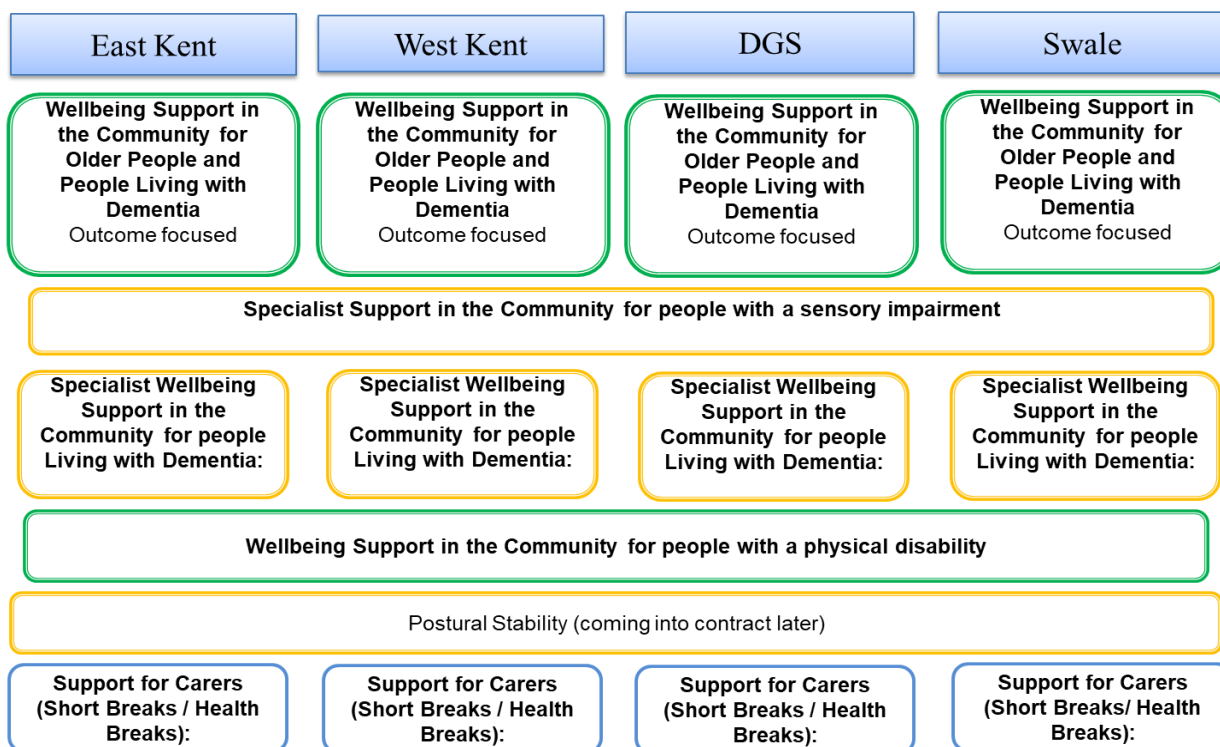 East Kent
West Kent
DGS
Swale
Wellbeing Support in
the Community for
Older People and
People Living with
Dementia
Outcome focused
Wellbeing Support in
the Community for
Older People and
People Living with
Dementia
Outcome focused
Wellbeing Support in
the Community for
Older People and
People Living with
Dementia
Outcome focused
Wellbeing Support in
the Community for
Older People and
People Living with
Dementia
Outcome focused
Specialist Support in the Community for people with a sensory impairment
Specialist Wellbeing
Support in the
Community for people
Living with Dementia:
Specialist Wellbeing
Support in the
Community for people
Living with Dementia:
Specialist Wellbeing
Support in the
Community for people
Living with Dementia:
Specialist Wellbeing
Support in the
Community for people
Living with Dementia:
Wellbeing Support in the Community for people with a physical disability
Postural Stability (coming into contract later)
Support for Carers
(Short Breaks / Health
Breaks):
Support for Carers
(Short Breaks / Health
Breaks):
Support for Carers
(Short Breaks / Health
Breaks):
Support for Carers
(Short Breaks/ Health
Breaks):